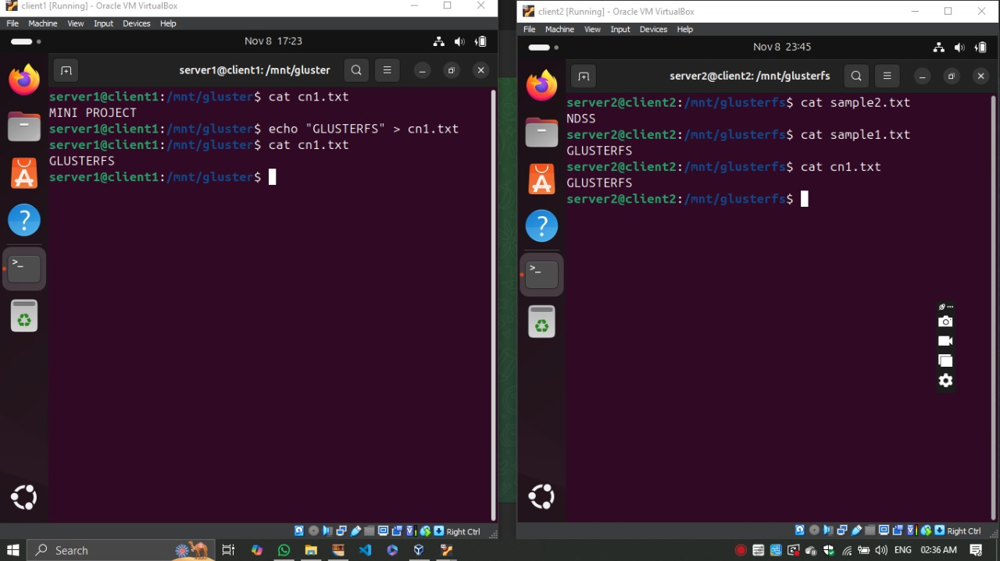 client1 [Running] - Oracle VM VirtualBox
File Machine View Input Devices Help
Nov 8 17:23
server1@client1: /mnt/gluster
server1@client1:/mnt/gluster$ cat cn1.txt
MINI PROJECT
server1@client1:/mnt/gluster$ echo "GLUSTERFS" > cn1.txt
server1@client1:/mnt/gluster$ cat cn1.txt
GLUSTERFS
server1@client1:/mnt/gluster$
Right Ctrl
client2 [Running] - Oracle VM VirtualBox
File Machine View Input Devices Help
Nov 8 23:45
server2@client2: /mnt/glusterfs
server2@client2:/mnt/glusterfs$ cat sample2.txt
NDSS
server2@client2:/mnt/glusterfs$ cat sample1.txt
GLUSTERFS
server2@client2:/mnt/glusterfs$ cat cn1.txt
GLUSTERFS
server2@client2:/mnt/glusterfs$
Right Ctrl
Search
ENG 02:36 AM